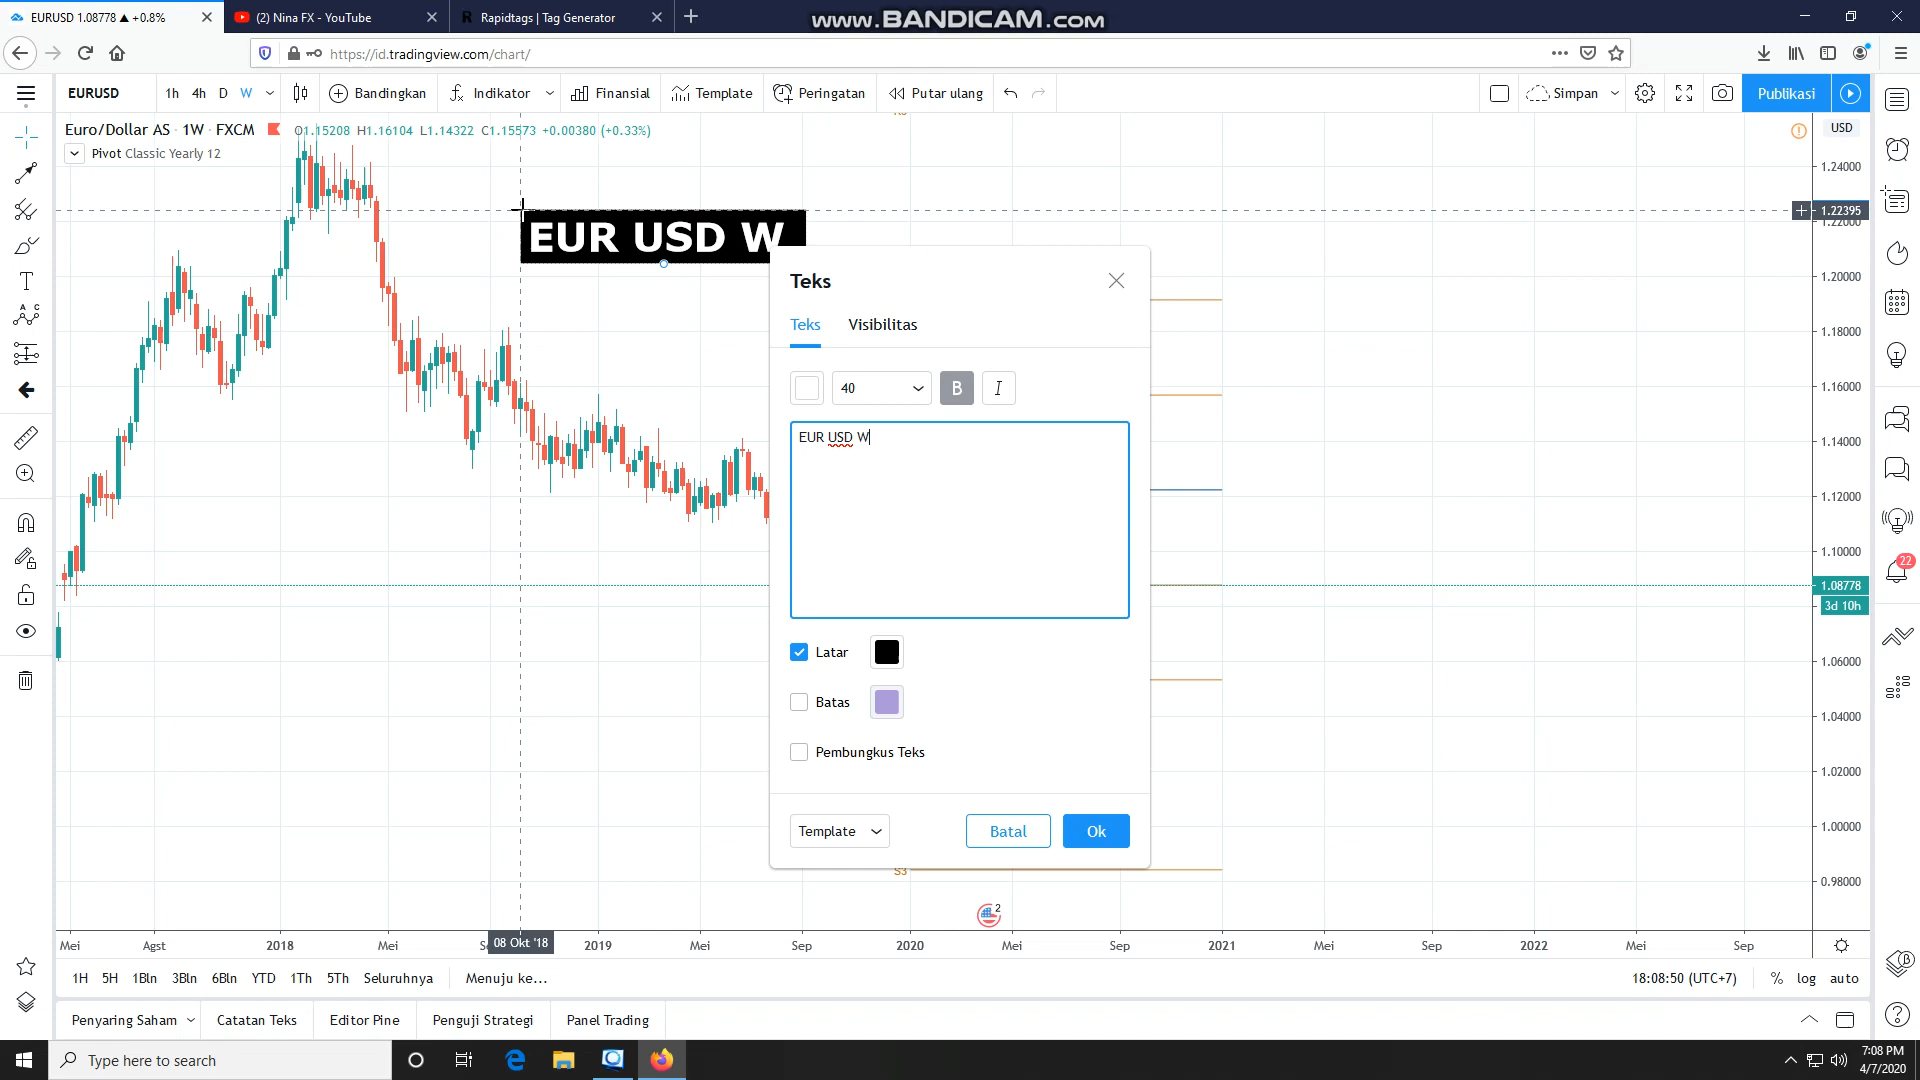 EURUSD 1.08778 ▲ +0.8%
(2) Nina FX - YouTube
Rapidtags | Tag Generator
www.BANDICAM.com
https://id.tradingview.com/chart/
EURUSD
1h 4h D W
Bandingkan
Indikator
Finansial
Template
Peringatan
Putar ulang
Simpan
Publikasi
Euro/Dollar AS · 1W · FXCM O1.15208 H1.16104 L1.14322 C1.15573 +0.00380 (+0.33%)
USD
Pivot Classic Yearly 12
1.24000
1.22395
1.22000
EUR USD W
1.20000
1.18000
1.16000
1.14000
1.12000
1.10000
1.08778
3d 10h
1.06000
1.04000
1.02000
1.00000
0.98000
Teks
Teks Visibilitas
40 B I
EUR USD W
Latar
Batas
Pembungkus Teks
Template Batal Ok
S3
2
22
Mei Agst 2018 Mei 08 Okt '18 2019 Mei Sep 2020 Mei Sep 2021 Mei Sep 2022 Mei Sep
1H 5H 1Bln 3Bln 6Bln YTD 1Th 5Th Seluruhnya Menuju ke...
18:08:50 (UTC+7) % log auto
Penyaring Saham Catatan Teks Editor Pine Penguji Strategi Panel Trading
Type here to search
7:08 PM
4/7/2020